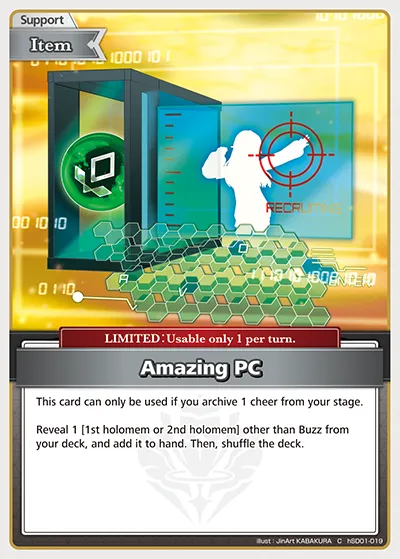 Support
Item
0010010
0110
LIMITED:Usable only 1 per turn.
Amazing PC
This card can only be used if you archive 1 cheer from your stage.
Reveal 1 [1st holomem or 2nd holomem] other than Buzz from
your deck, and add it to hand. Then, shuffle the deck.
illust : JinArt KABAKURA C hSD01-019